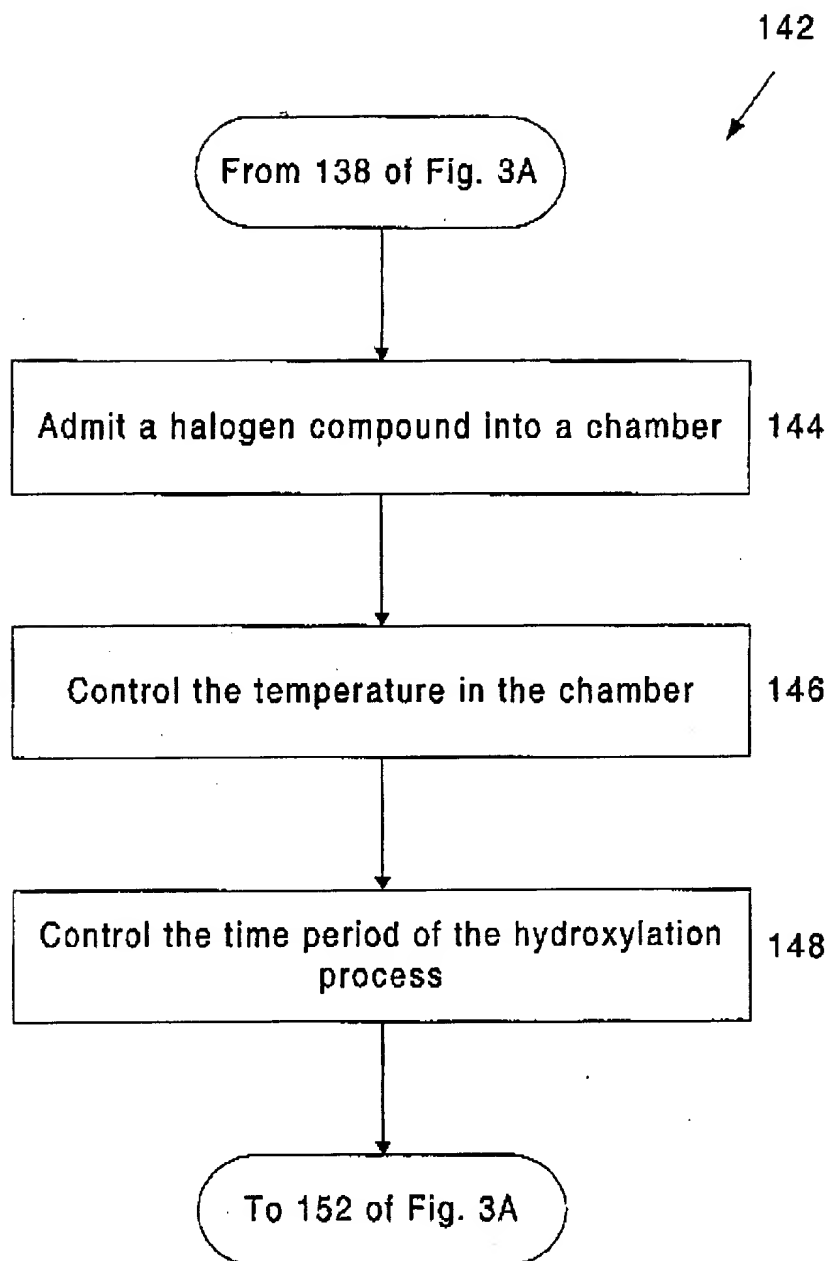 142
From 138 of Fig. 3A
Admit a halogen compound into a chamber
144
Control the temperature in the chamber
146
Control the time period of the hydroxylation
process
148
To 152 of Fig. 3A